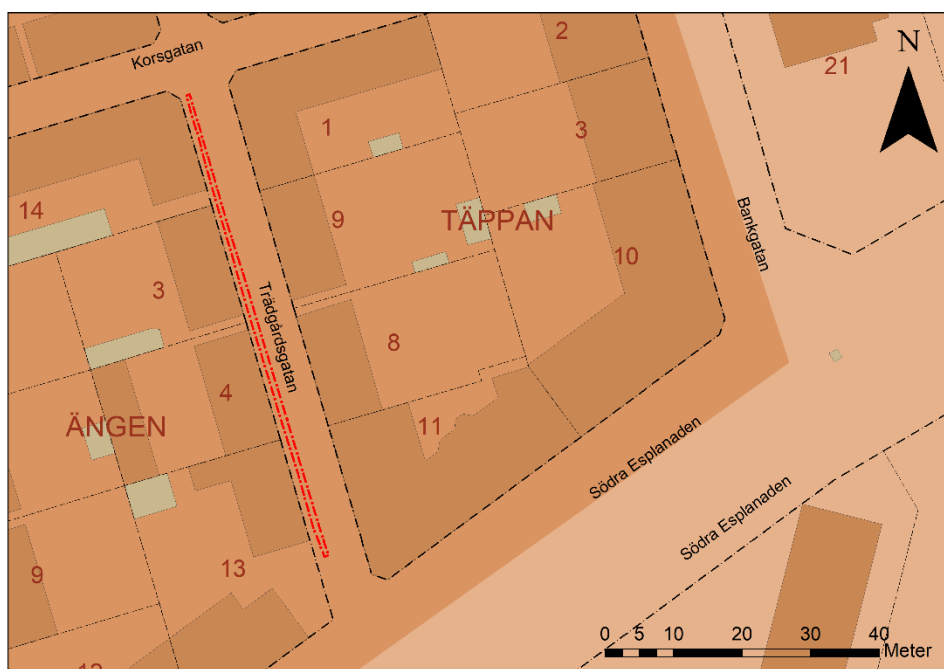 Korsgatan
2
21
N
1
3
14
9
TÄPPAN
10
Bankgatan
3
Trädgårdsgatan
8
4
ÄNGEN
11
Södra Esplanaden
Södra Esplanaden
9
13
12
0 5 10 20 30 40
Meter